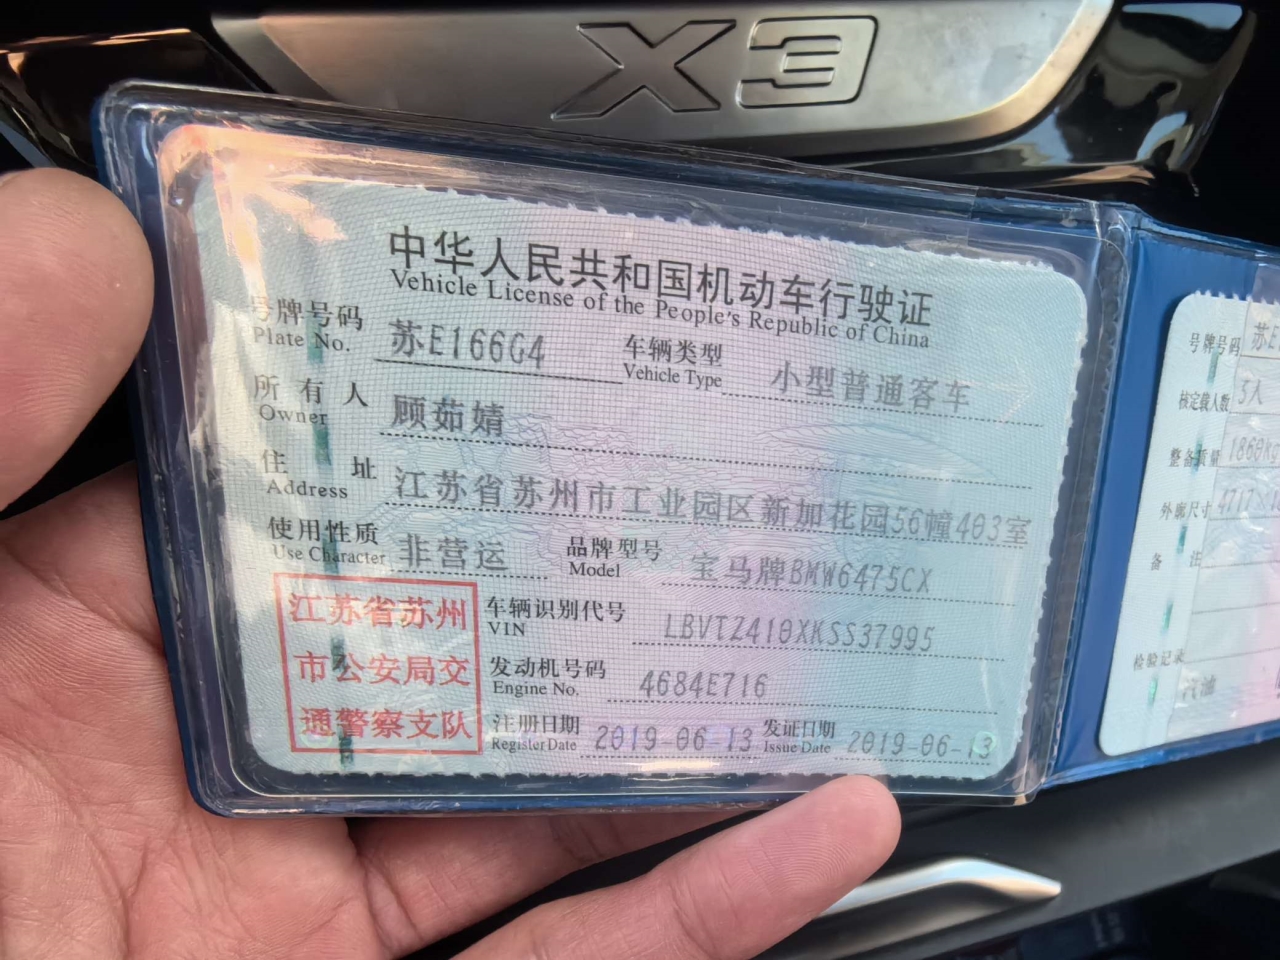 X3
中华人民共和国机动车行驶证
Vehicle License of the People's Republic of China
号牌号码 苏E166G4 车辆类型 小型普通客车
Plate No. Vehicle Type
所有人 顾茹婧
Owner
住址 江苏省苏州市工业园区新加花园56幢403室
Address
使用性质 非营运 品牌型号 宝马牌BMW6475CX
Use Character Model
江苏省苏州
市公安局交
通警察支队
车辆识别代号 LBVTZ410XKSS37995
VIN
发动机号码 4684E716
Engine No.
注册日期 2019-06-13 发证日期 2019-06-13
Register Date Issue Date
号牌号码 苏E
核定载人数 5人
整备质量 1860kg
外廓尺寸 4717×
备注
检验记录
汽油